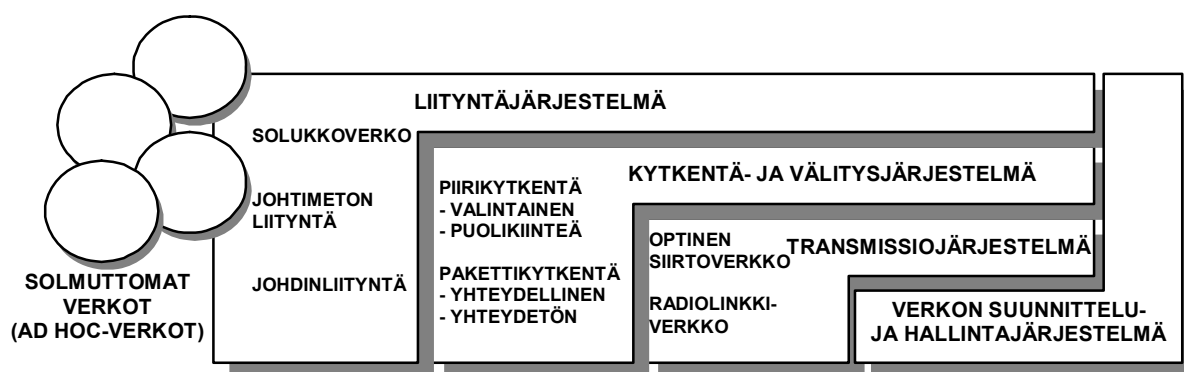 LIITYNTÄJÄRJESTELMÄ
SOLUKKOVERKO
JOHTIMETON
LIITYNTÄ
JOHDINLIITYNTÄ
SOLMUTTOMAT
VERKOT
(AD HOC-VERKOT)
KYTKENTÄ- JA VÄLITYSJÄRJESTELMÄ
PIIRIKYTKENTÄ
- VALINTAINEN
- PUOLIKIINTEÄ
PAKETTIKYTKENTÄ
- YHTEYDELLINEN
- YHTEYDETÖN
TRANSMISSIOJÄRJESTELMÄ
OPTINEN
SIIRTOVERKKO
RADIOLINKKI-
VERKKO
VERKON SUUNNITTELU-
JA HALLINTAJÄRJESTELMÄ